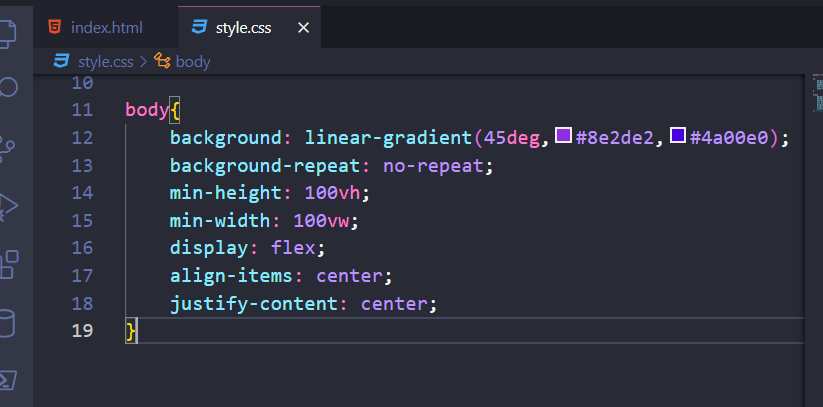 index.html style.css
style.css > body
10
11 body{
12 background: linear-gradient(45deg,#8e2de2,#4a00e0);
13 background-repeat: no-repeat;
14 min-height: 100vh;
15 min-width: 100vw;
16 display: flex;
17 align-items: center;
18 justify-content: center;
19 }